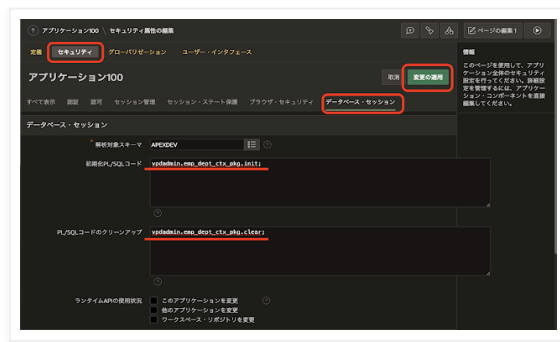 アプリケーション100 \ セキュリティ属性の編集
ページの編集 1
定義 セキュリティ グローバリゼーション ユーザー・インタフェース
アプリケーション100
取消 変更の適用
すべて表示 認証 認可 セッション管理 セッション・ステート保護 ブラウザ・セキュリティ データベース・セッション
データベース・セッション
* 解析対象スキーマ APEXDEV
初期化PL/SQLコード vpdadmin.emp_dept_ctx_pkg.init;
PL/SQLコードのクリーンアップ vpdadmin.emp_dept_ctx_pkg.clear;
ランタイムAPIの使用状況 このアプリケーションを変更
他のアプリケーションを変更
ワークスペース・リポジトリを変更
情報
このページを使用して、アプリ
ケーション全体のセキュリティ
設定を行ってください。詳細設
定を管理するには、アプリケー
ション・コンポーネントを直接
編集してください。